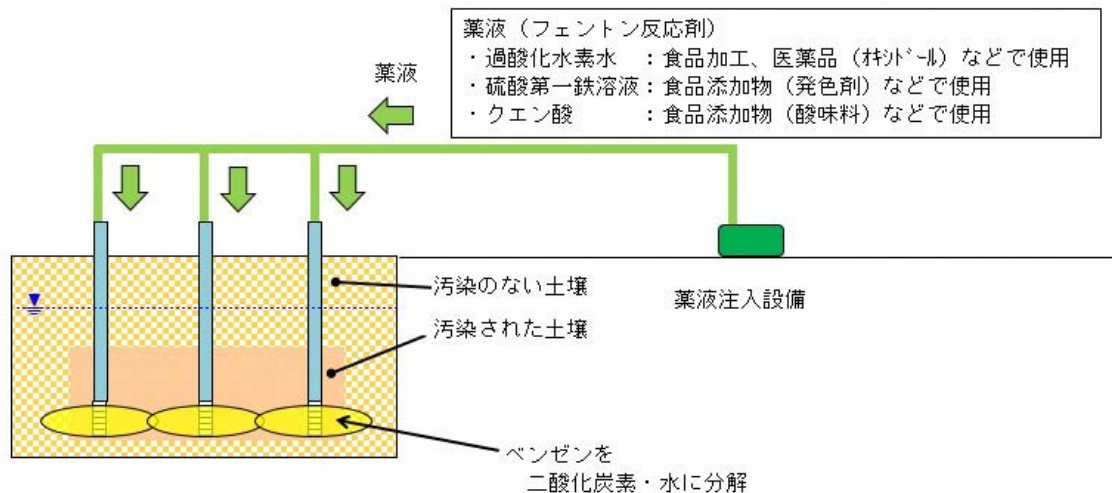 薬液（フェントン反応剤）
・過酸化水素水　：食品加工、医薬品（ｵｷｼﾄﾞｰﾙ）などで使用
・硫酸第一鉄溶液：食品添加物（発色剤）などで使用
・クエン酸　　　：食品添加物（酸味料）などで使用
薬液
汚染のない土壌
薬液注入設備
汚染された土壌
ベンゼンを
二酸化炭素・水に分解